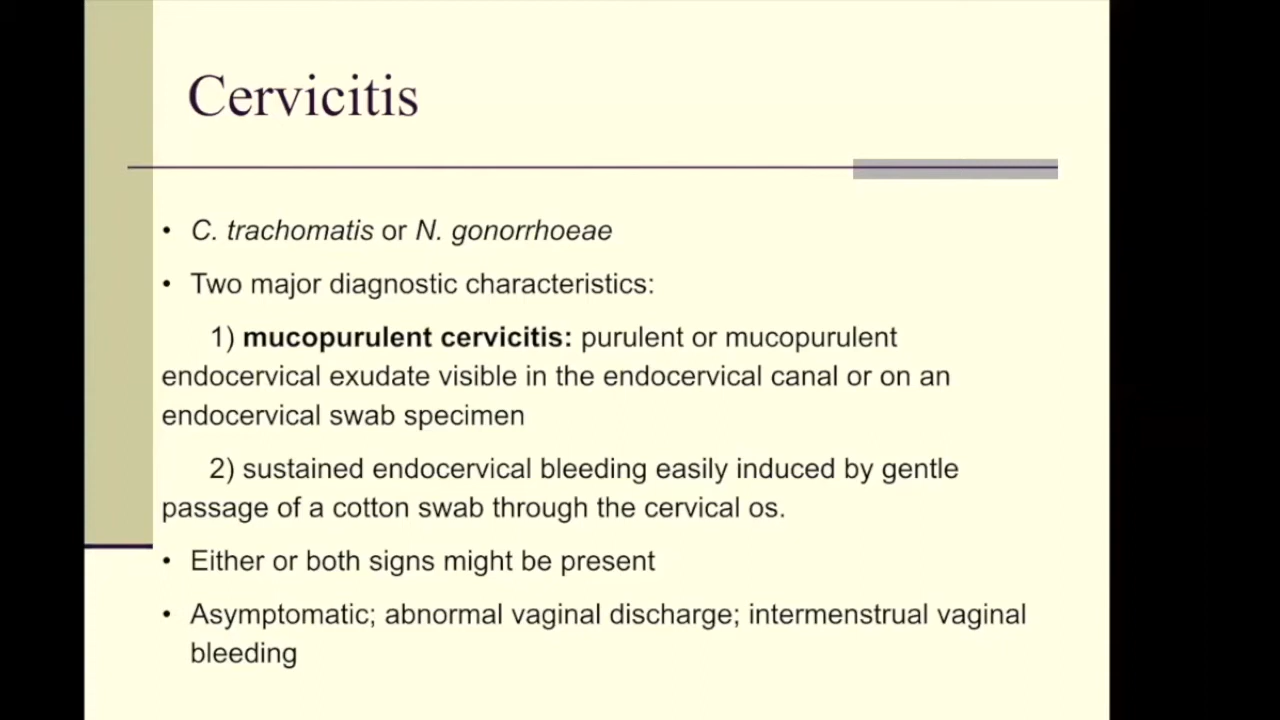 Cervicitis
• C. trachomatis or N. gonorrhoeae
• Two major diagnostic characteristics:
1) mucopurulent cervicitis: purulent or mucopurulent
endocervical exudate visible in the endocervical canal or on an
endocervical swab specimen
2) sustained endocervical bleeding easily induced by gentle
passage of a cotton swab through the cervical os.
• Either or both signs might be present
• Asymptomatic; abnormal vaginal discharge; intermenstrual vaginal
bleeding